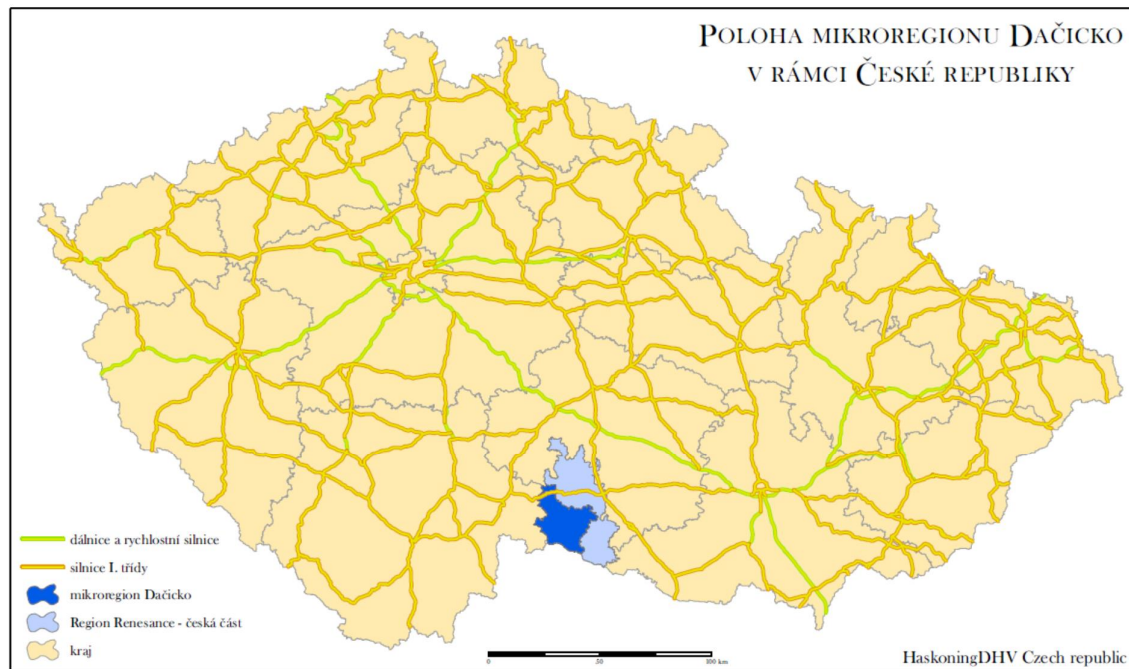 Poloha mikroregionu Dačicko
v rámci České republiky
dálnice a rychlostní silnice
silnice I. třídy
mikroregion Dačicko
Region Renesance - česká část
kraj
0 50 100 km
HaskoningDHV Czech republic